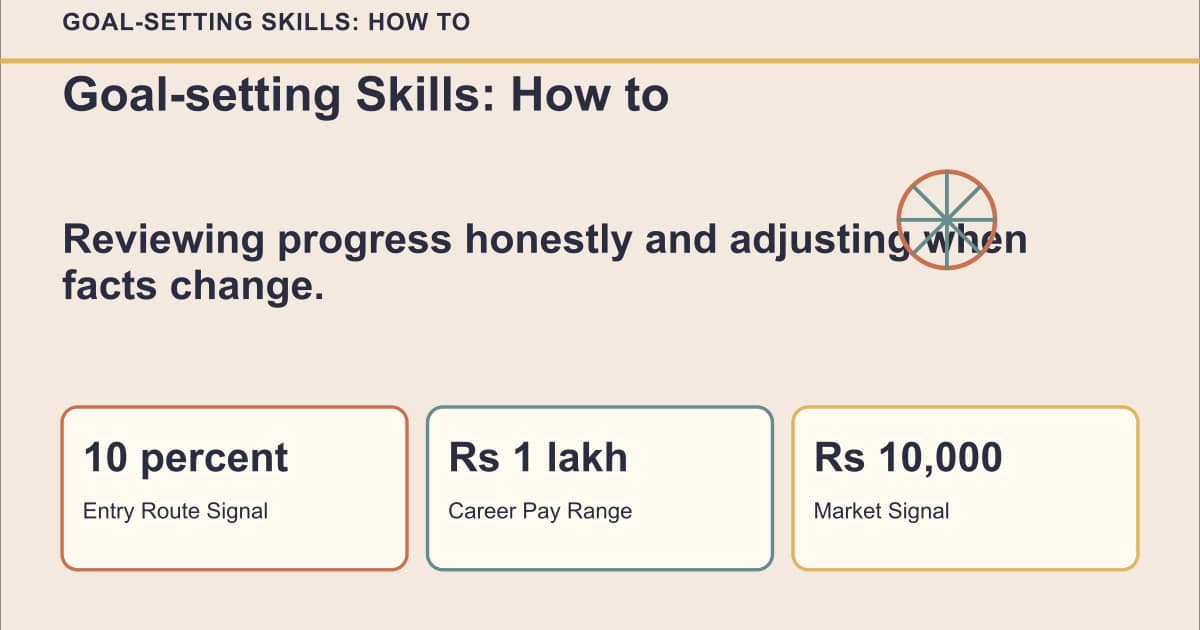 GOAL-SETTING SKILLS: HOW TO
Goal-setting Skills: How to
Reviewing progress honestly and adjusting when
facts change.
10 percent
Entry Route Signal
Rs 1 lakh
Career Pay Range
Rs 10,000
Market Signal